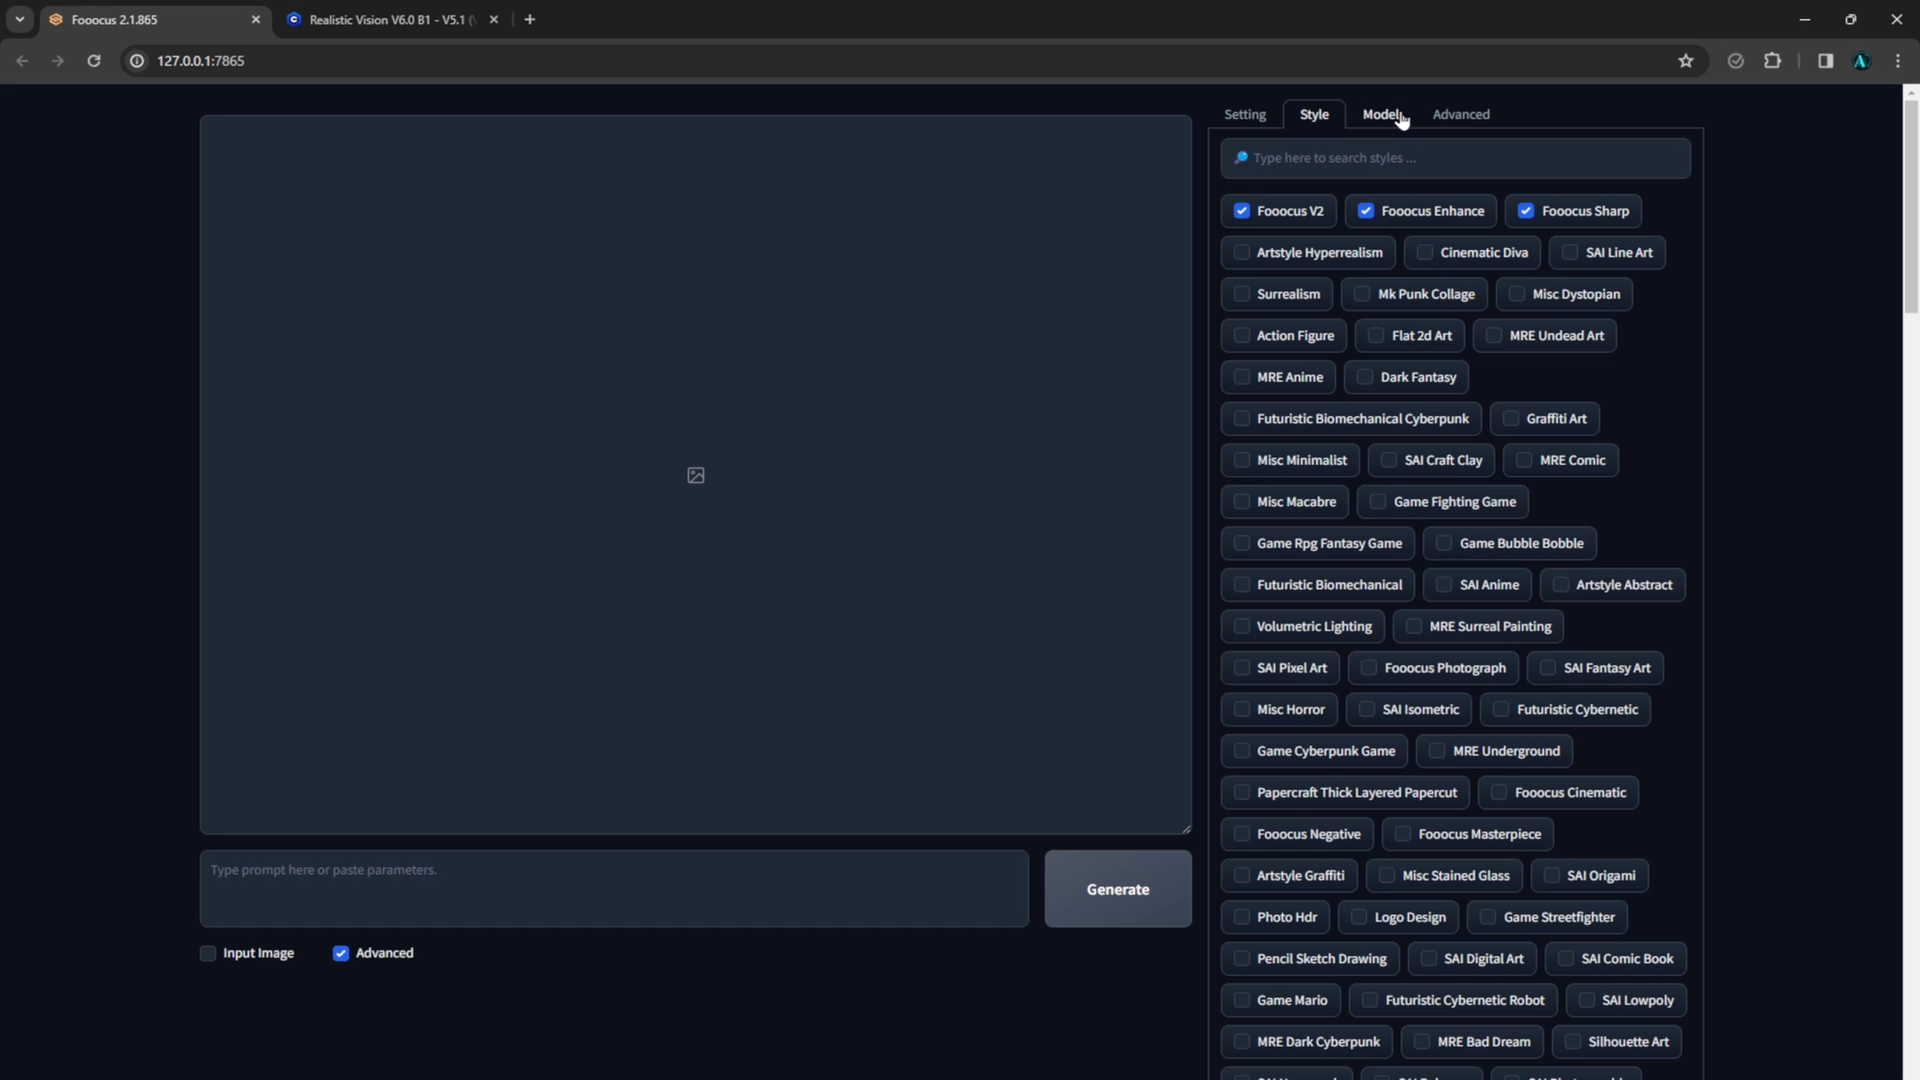 Fooocus 2.1.865
Realistic Vision V6.0 B1 - V5.1 (
127.0.0.1:7865
Setting Style Model Advanced
Type here to search styles ...
Fooocus V2 Fooocus Enhance Fooocus Sharp
Artstyle Hyperrealism Cinematic Diva SAI Line Art
Surrealism Mk Punk Collage Misc Dystopian
Action Figure Flat 2d Art MRE Undead Art
MRE Anime Dark Fantasy
Futuristic Biomechanical Cyberpunk Graffiti Art
Misc Minimalist SAI Craft Clay MRE Comic
Misc Macabre Game Fighting Game
Game Rpg Fantasy Game Game Bubble Bobble
Futuristic Biomechanical SAI Anime Artstyle Abstract
Volumetric Lighting MRE Surreal Painting
SAI Pixel Art Fooocus Photograph SAI Fantasy Art
Misc Horror SAI Isometric Futuristic Cybernetic
Game Cyberpunk Game MRE Underground
Papercraft Thick Layered Papercut Fooocus Cinematic
Fooocus Negative Fooocus Masterpiece
Artstyle Graffiti Misc Stained Glass SAI Origami
Photo Hdr Logo Design Game Streetfighter
Pencil Sketch Drawing SAI Digital Art SAI Comic Book
Game Mario Futuristic Cybernetic Robot SAI Lowpoly
MRE Dark Cyberpunk MRE Bad Dream Silhouette Art
Type prompt here or paste parameters.
Generate
Input Image Advanced